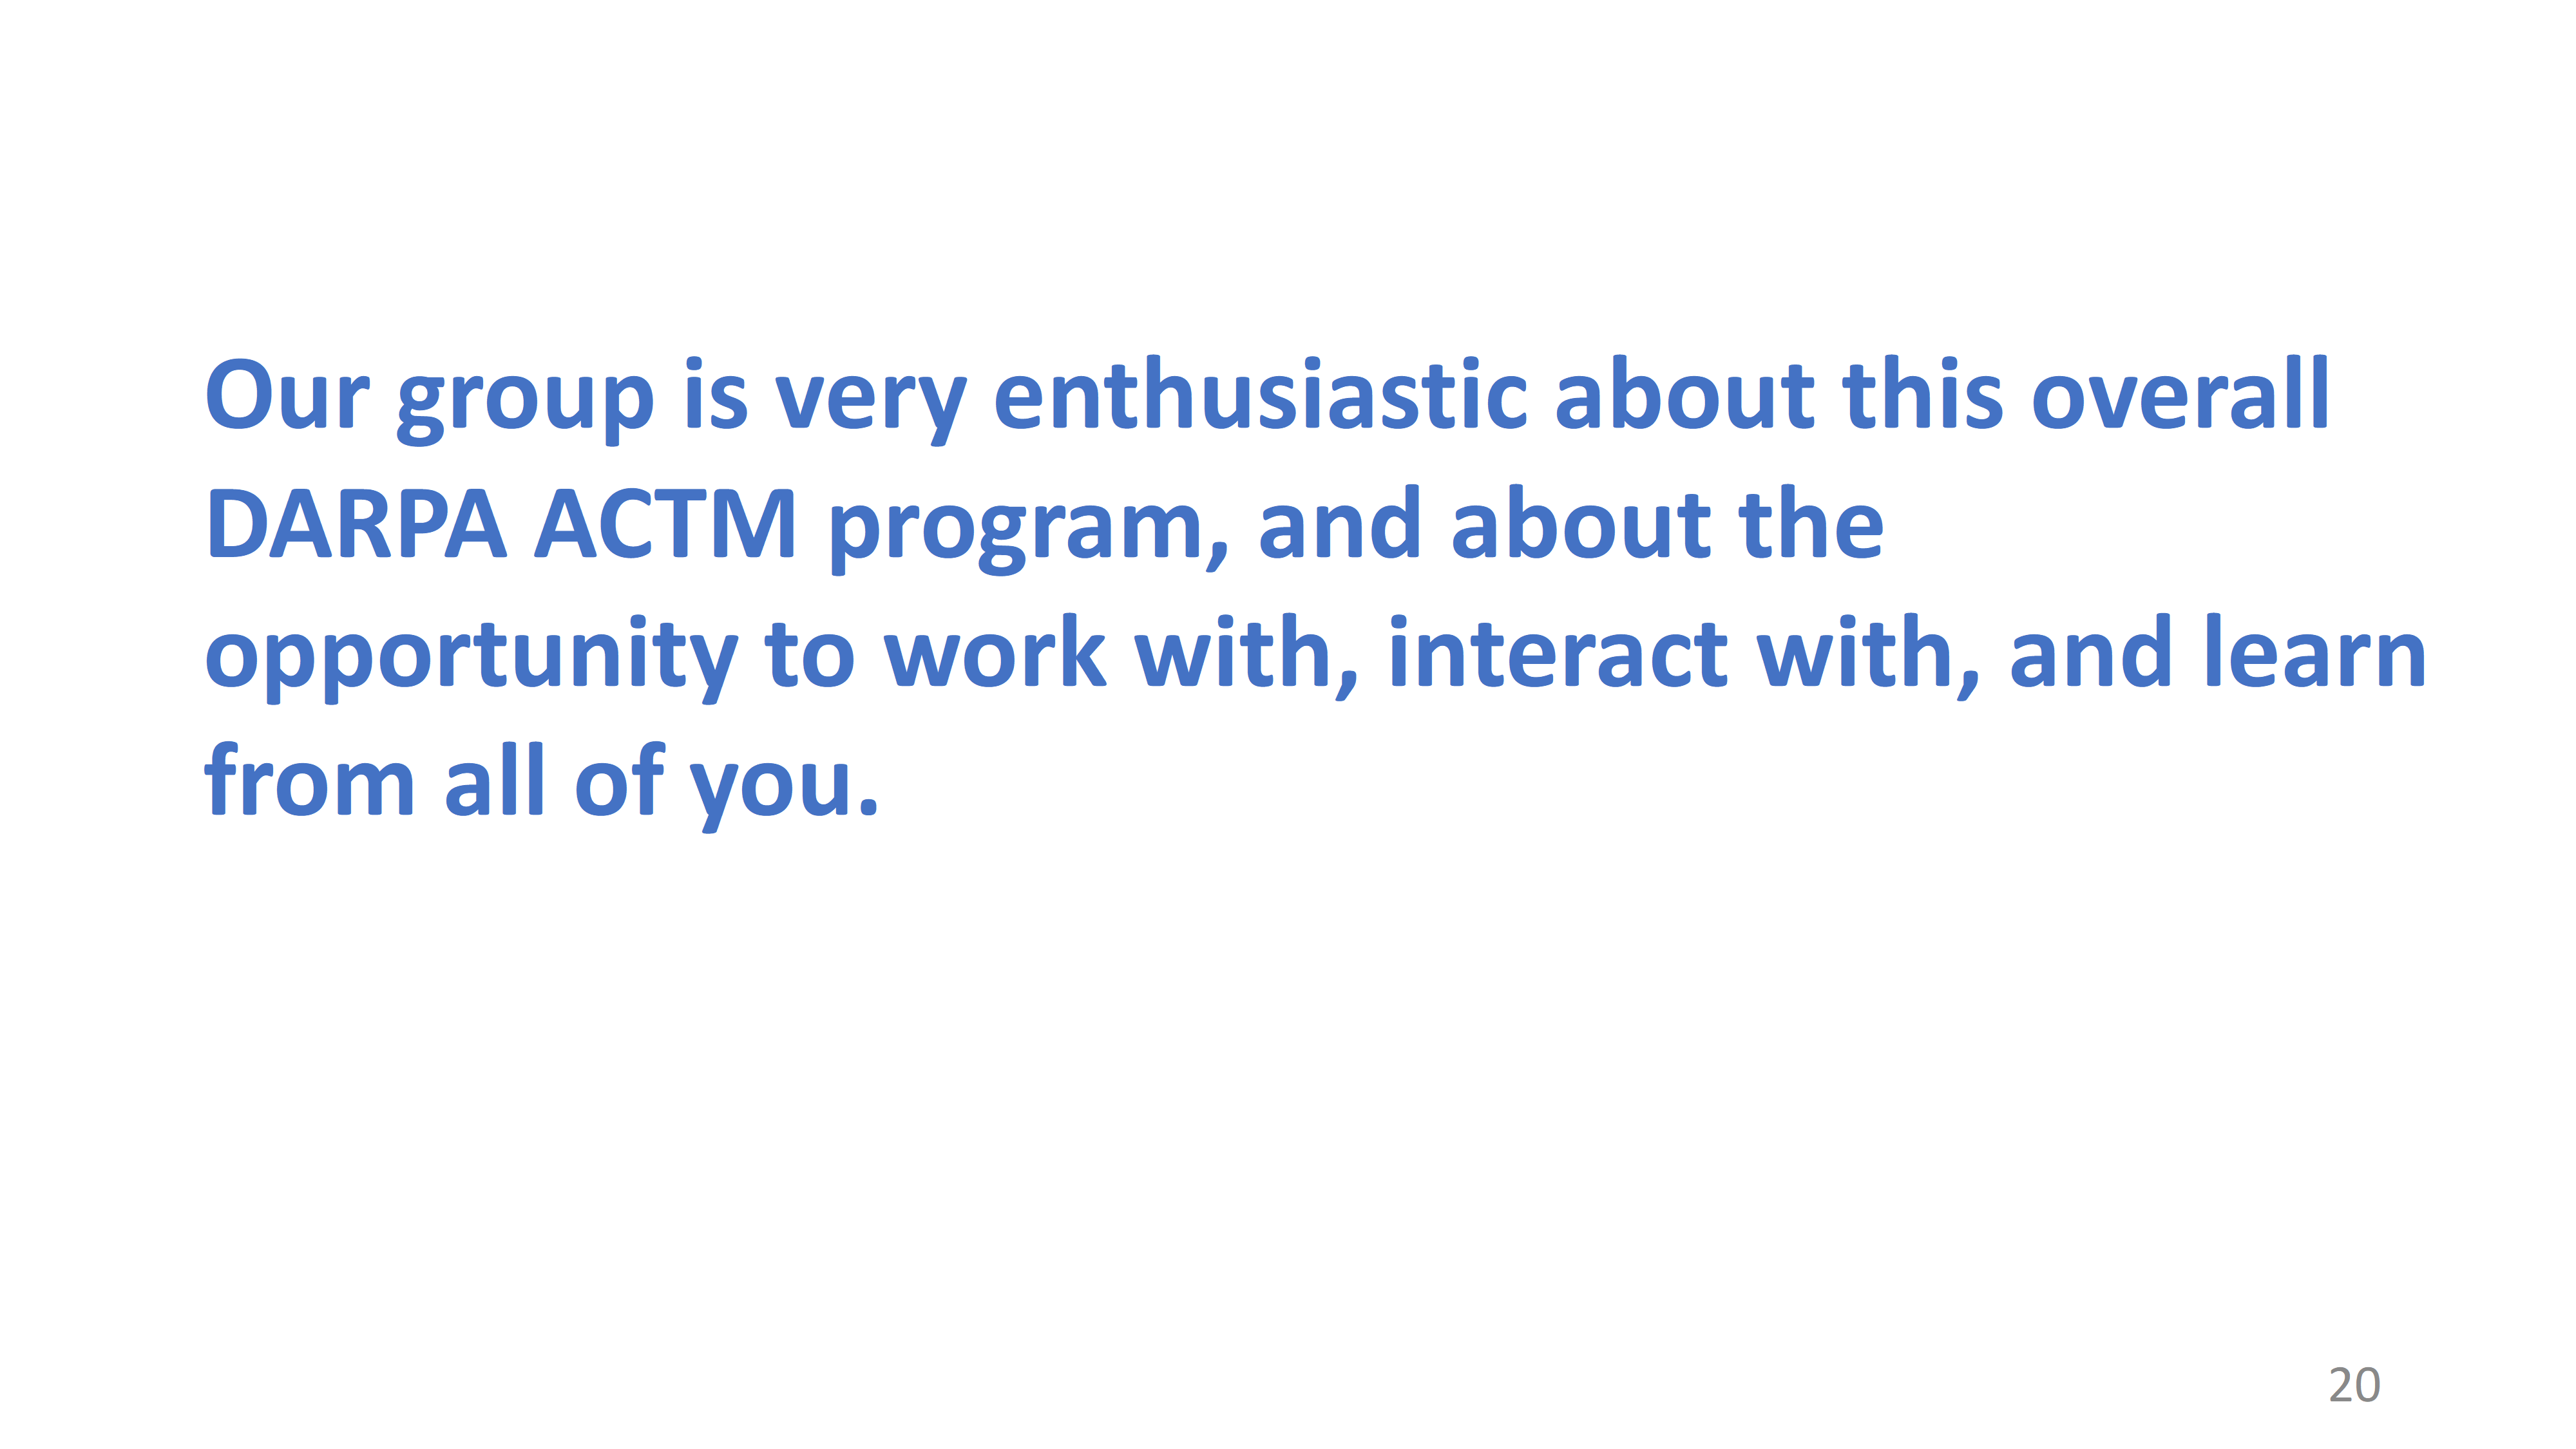 Our group is very enthusiastic about this overall
DARPA ACTM program, and about the
opportunity to work with, interact with, and learn
from all of you.
20